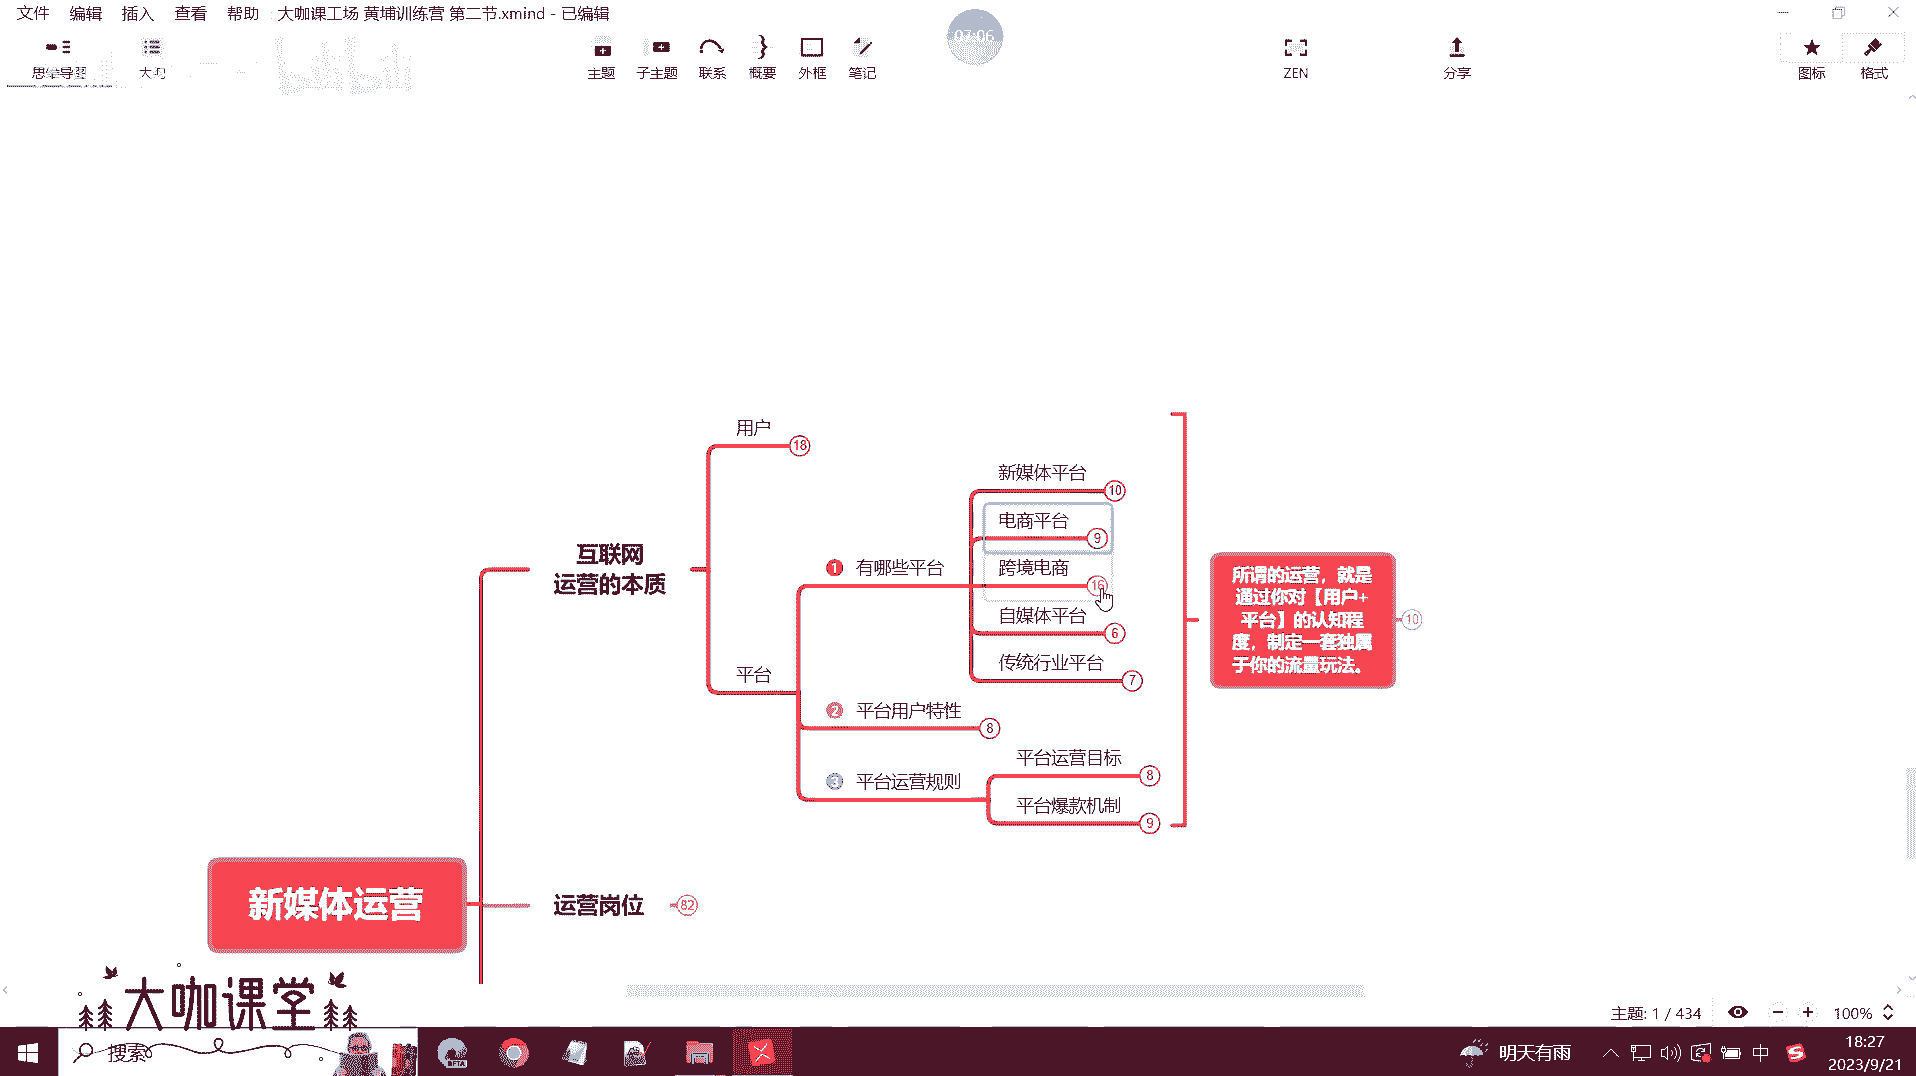 文件 编辑 插入 查看 帮助 大咖课工场 黄埔训练营 第二节.xmind - 已编辑
07:06
思维导图 大纲 主题 子主题 联系 概要 外框 笔记 ZEN 分享 图标 格式
用户 18
新媒体平台 10
电商平台 9
互联网
运营的本质
1 有哪些平台
跨境电商 16
自媒体平台 6
传统行业平台 7
平台
2 平台用户特性 8
平台运营目标 8
3 平台运营规则
平台爆款机制 9
所谓的运营，就是
通过你对【用户+
平台】的认知程
度，制定一套独属
于你的流量玩法。
10
新媒体运营
运营岗位 82
大咖课堂
主题: 1 / 434 100%
搜索
BETA
明天有雨
中
18:27
2023/9/21